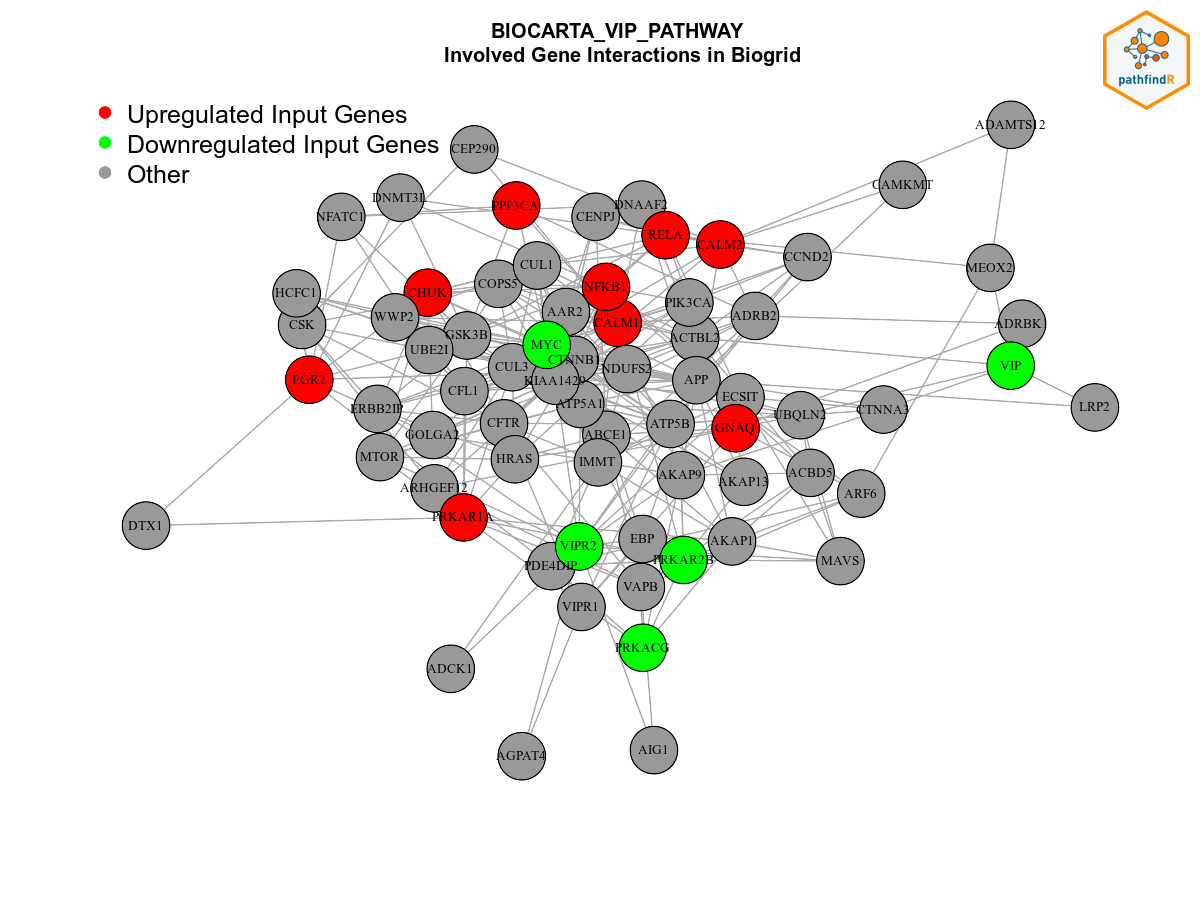 BIOCARTA_VIP_PATHWAY
Involved Gene Interactions in Biogrid
pathfindR
Upregulated Input Genes
Downregulated Input Genes
Other
ADAMTS12
CEP290
CAMKMT
DNMT3L
PPP3CA
DNAAF2
NFATC1
CENPJ
RELA
CALM2
CCND2
CUL1
MEOX2
COPS5
HCFC1
CHUK
NFKB1
PIK3CA
AAR2
WWP2
ADRB2
CSK
CALM1
ADRBK1
GSK3B
ACTBL2
MYC
UBE2I
CTNNB1
VIP
CUL3
NDUFS2
EGR2
KIAA1429
APP
CFL1
ECSIT
ATP5A1
ERBB2IP
LRP2
CTNNA3
UBQLN2
CFTR
ATP5B
GNAQ
GOLGA2
ABCE1
MTOR
HRAS
IMMT
AKAP9
ACBD5
AKAP13
ARHGEF12
ARF6
PRKAR1A
DTX1
EBP
AKAP1
VIPR2
PRKAR2B
MAVS
PDE4DIP
VAPB
VIPR1
PRKACG
ADCK1
AIG1
AGPAT4